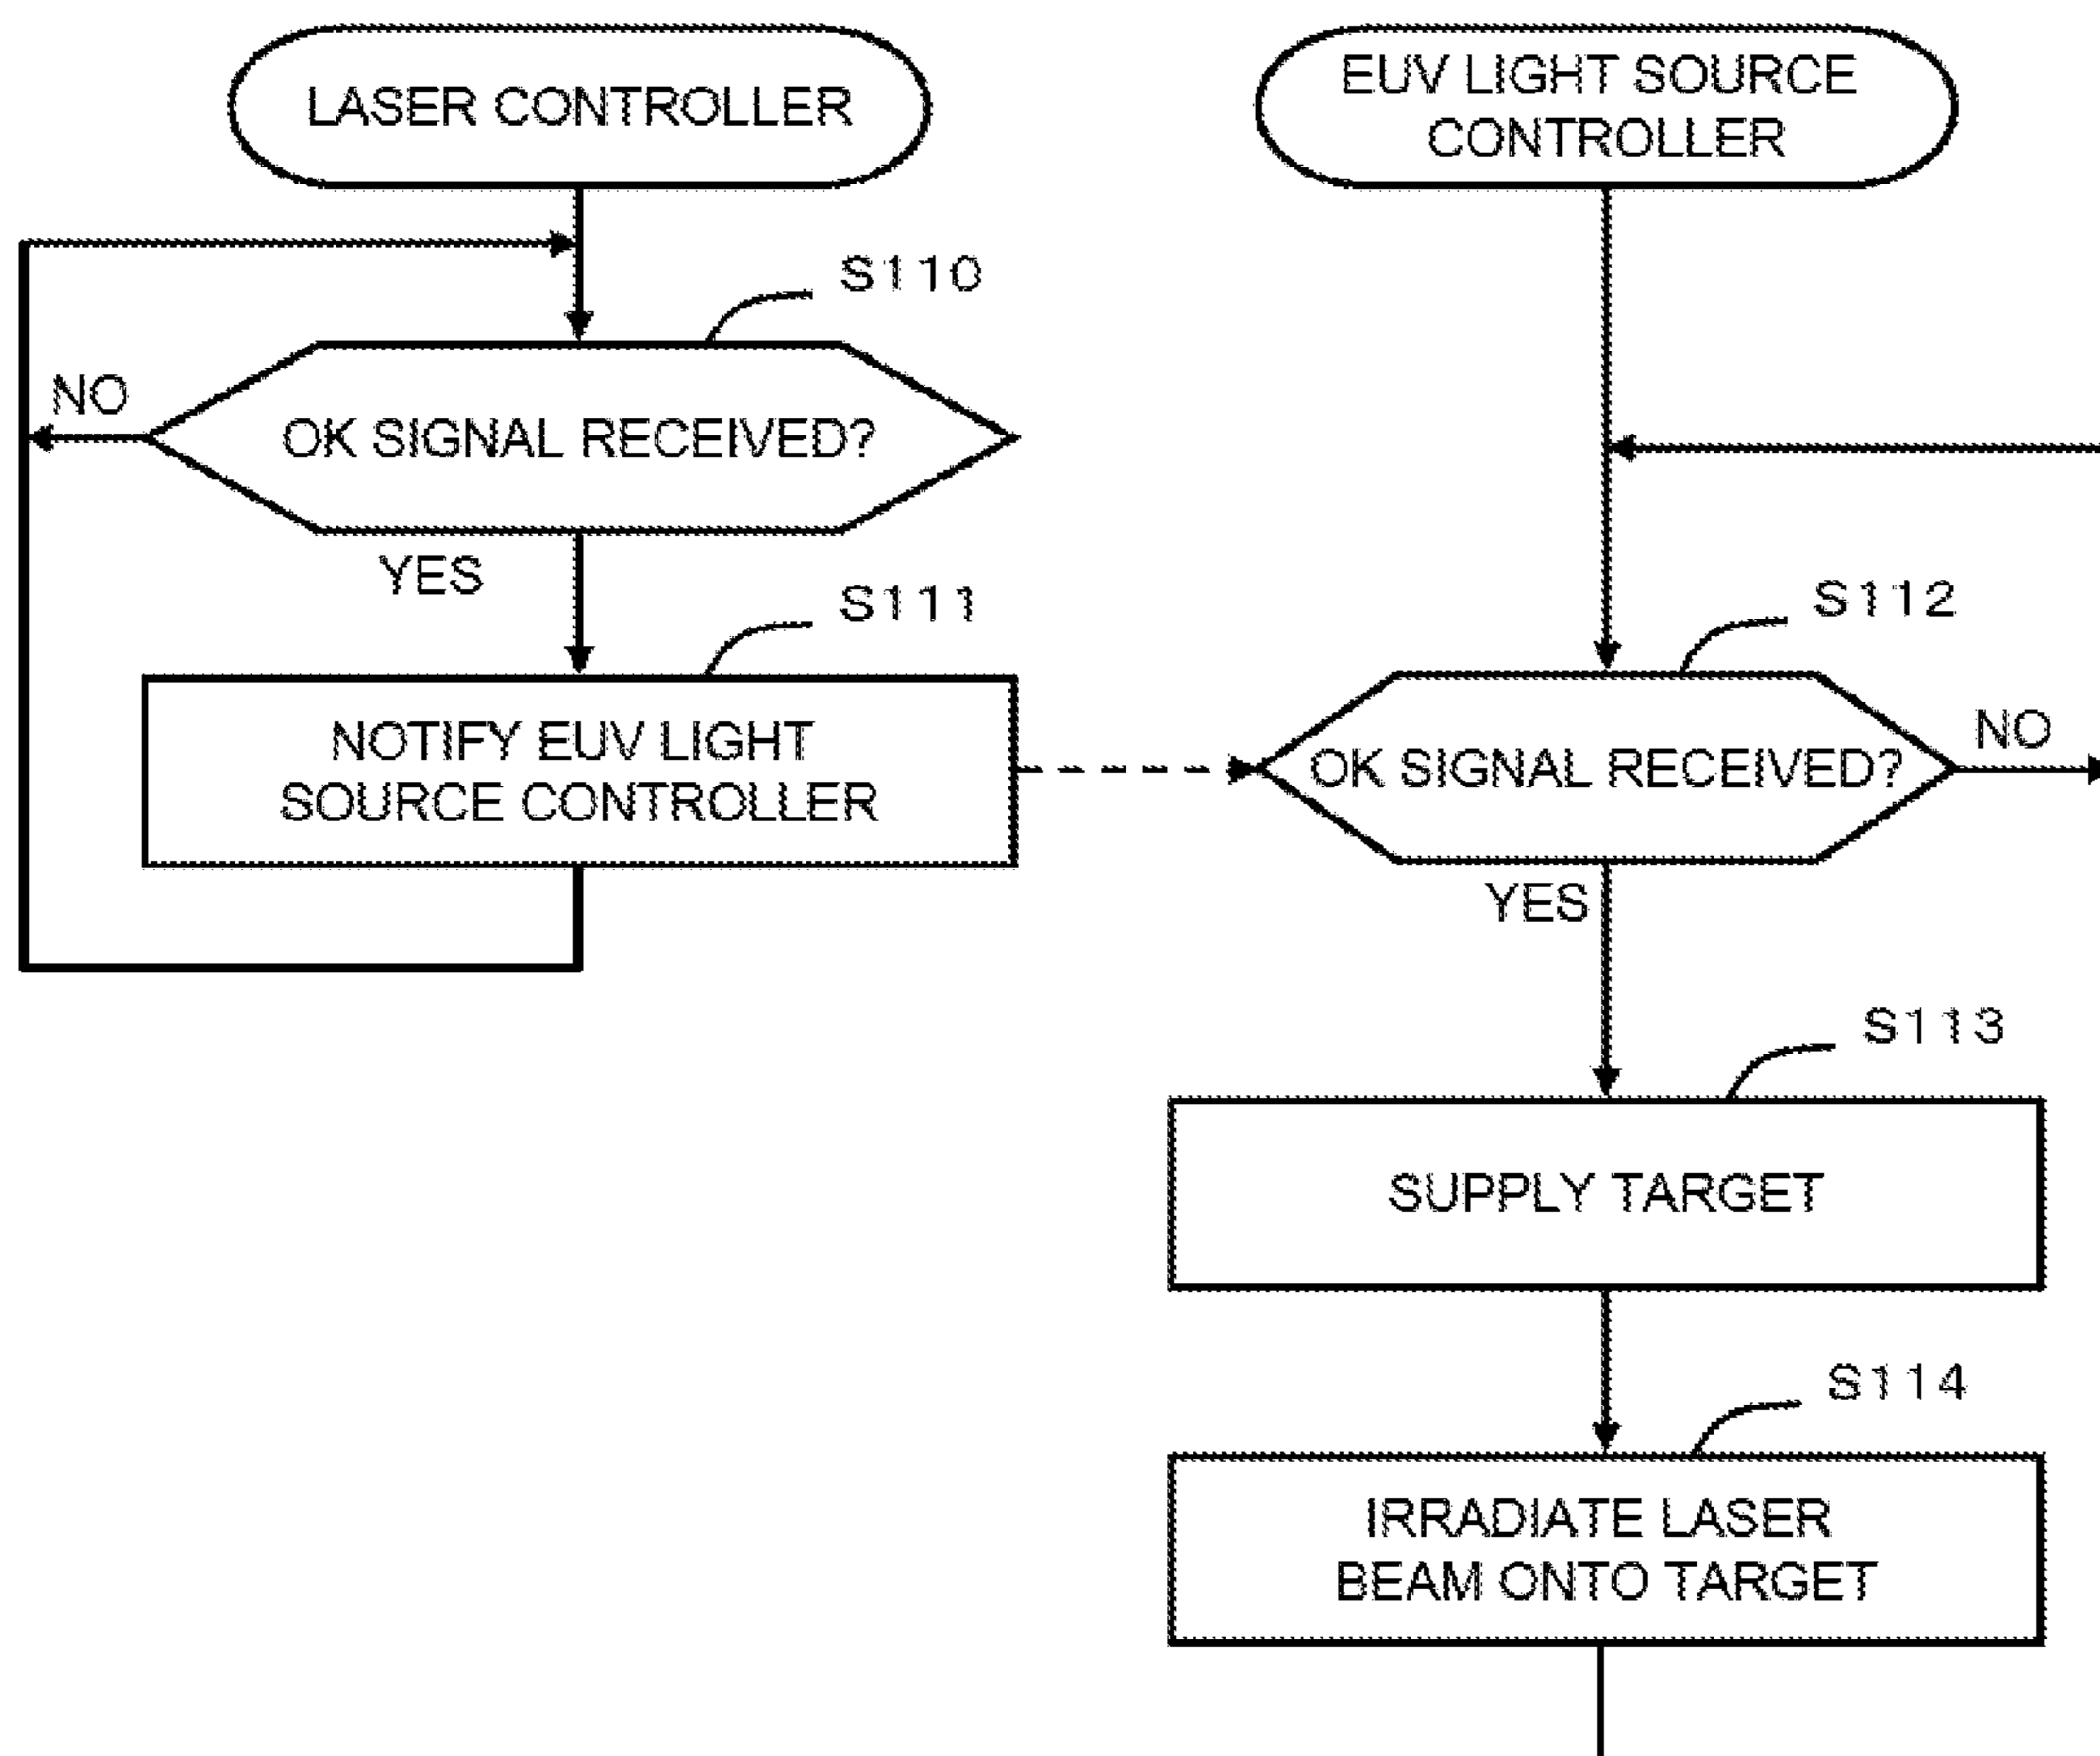 LASER CONTROLLER
S110
NO
OK SIGNAL RECEIVED?
YES
S111
NOTIFY EUV LIGHT
SOURCE CONTROLLER
EUV LIGHT SOURCE
CONTROLLER
S112
OK SIGNAL RECEIVED?
NO
YES
S113
SUPPLY TARGET
S114
IRRADIATE LASER
BEAM ONTO TARGET